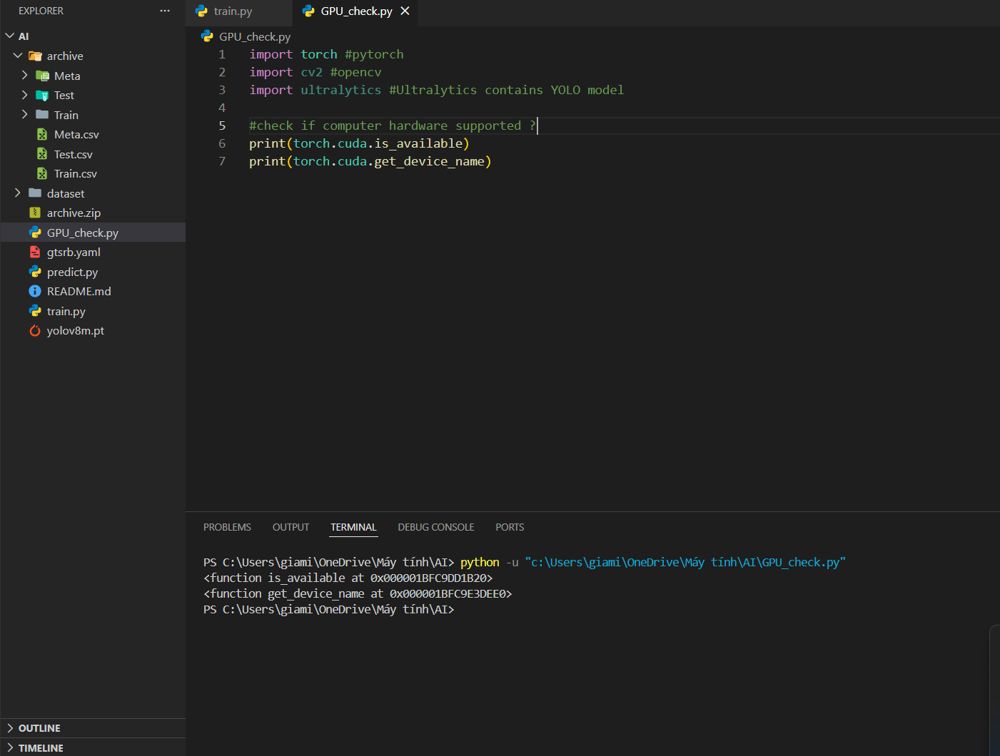 EXPLORER ...
AI
archive
Meta
Test
Train
Meta.csv
Test.csv
Train.csv
dataset
archive.zip
GPU_check.py
gtsrb.yaml
predict.py
README.md
train.py
yolov8m.pt
OUTLINE
TIMELINE
train.py GPU_check.py
GPU_check.py
1 import torch #pytorch
2 import cv2 #opencv
3 import ultralytics #Ultralytics contains YOLO model
4
5 #check if computer hardware supported ?
6 print(torch.cuda.is_available)
7 print(torch.cuda.get_device_name)
PROBLEMS OUTPUT TERMINAL DEBUG CONSOLE PORTS
PS C:\Users\giami\OneDrive\Máy tính\AI> python -u "c:\Users\giami\OneDrive\Máy tính\AI\GPU_check.py"
<function is_available at 0x000001BFC9DD1B20>
<function get_device_name at 0x000001BFC9E3DEE0>
PS C:\Users\giami\OneDrive\Máy tính\AI>